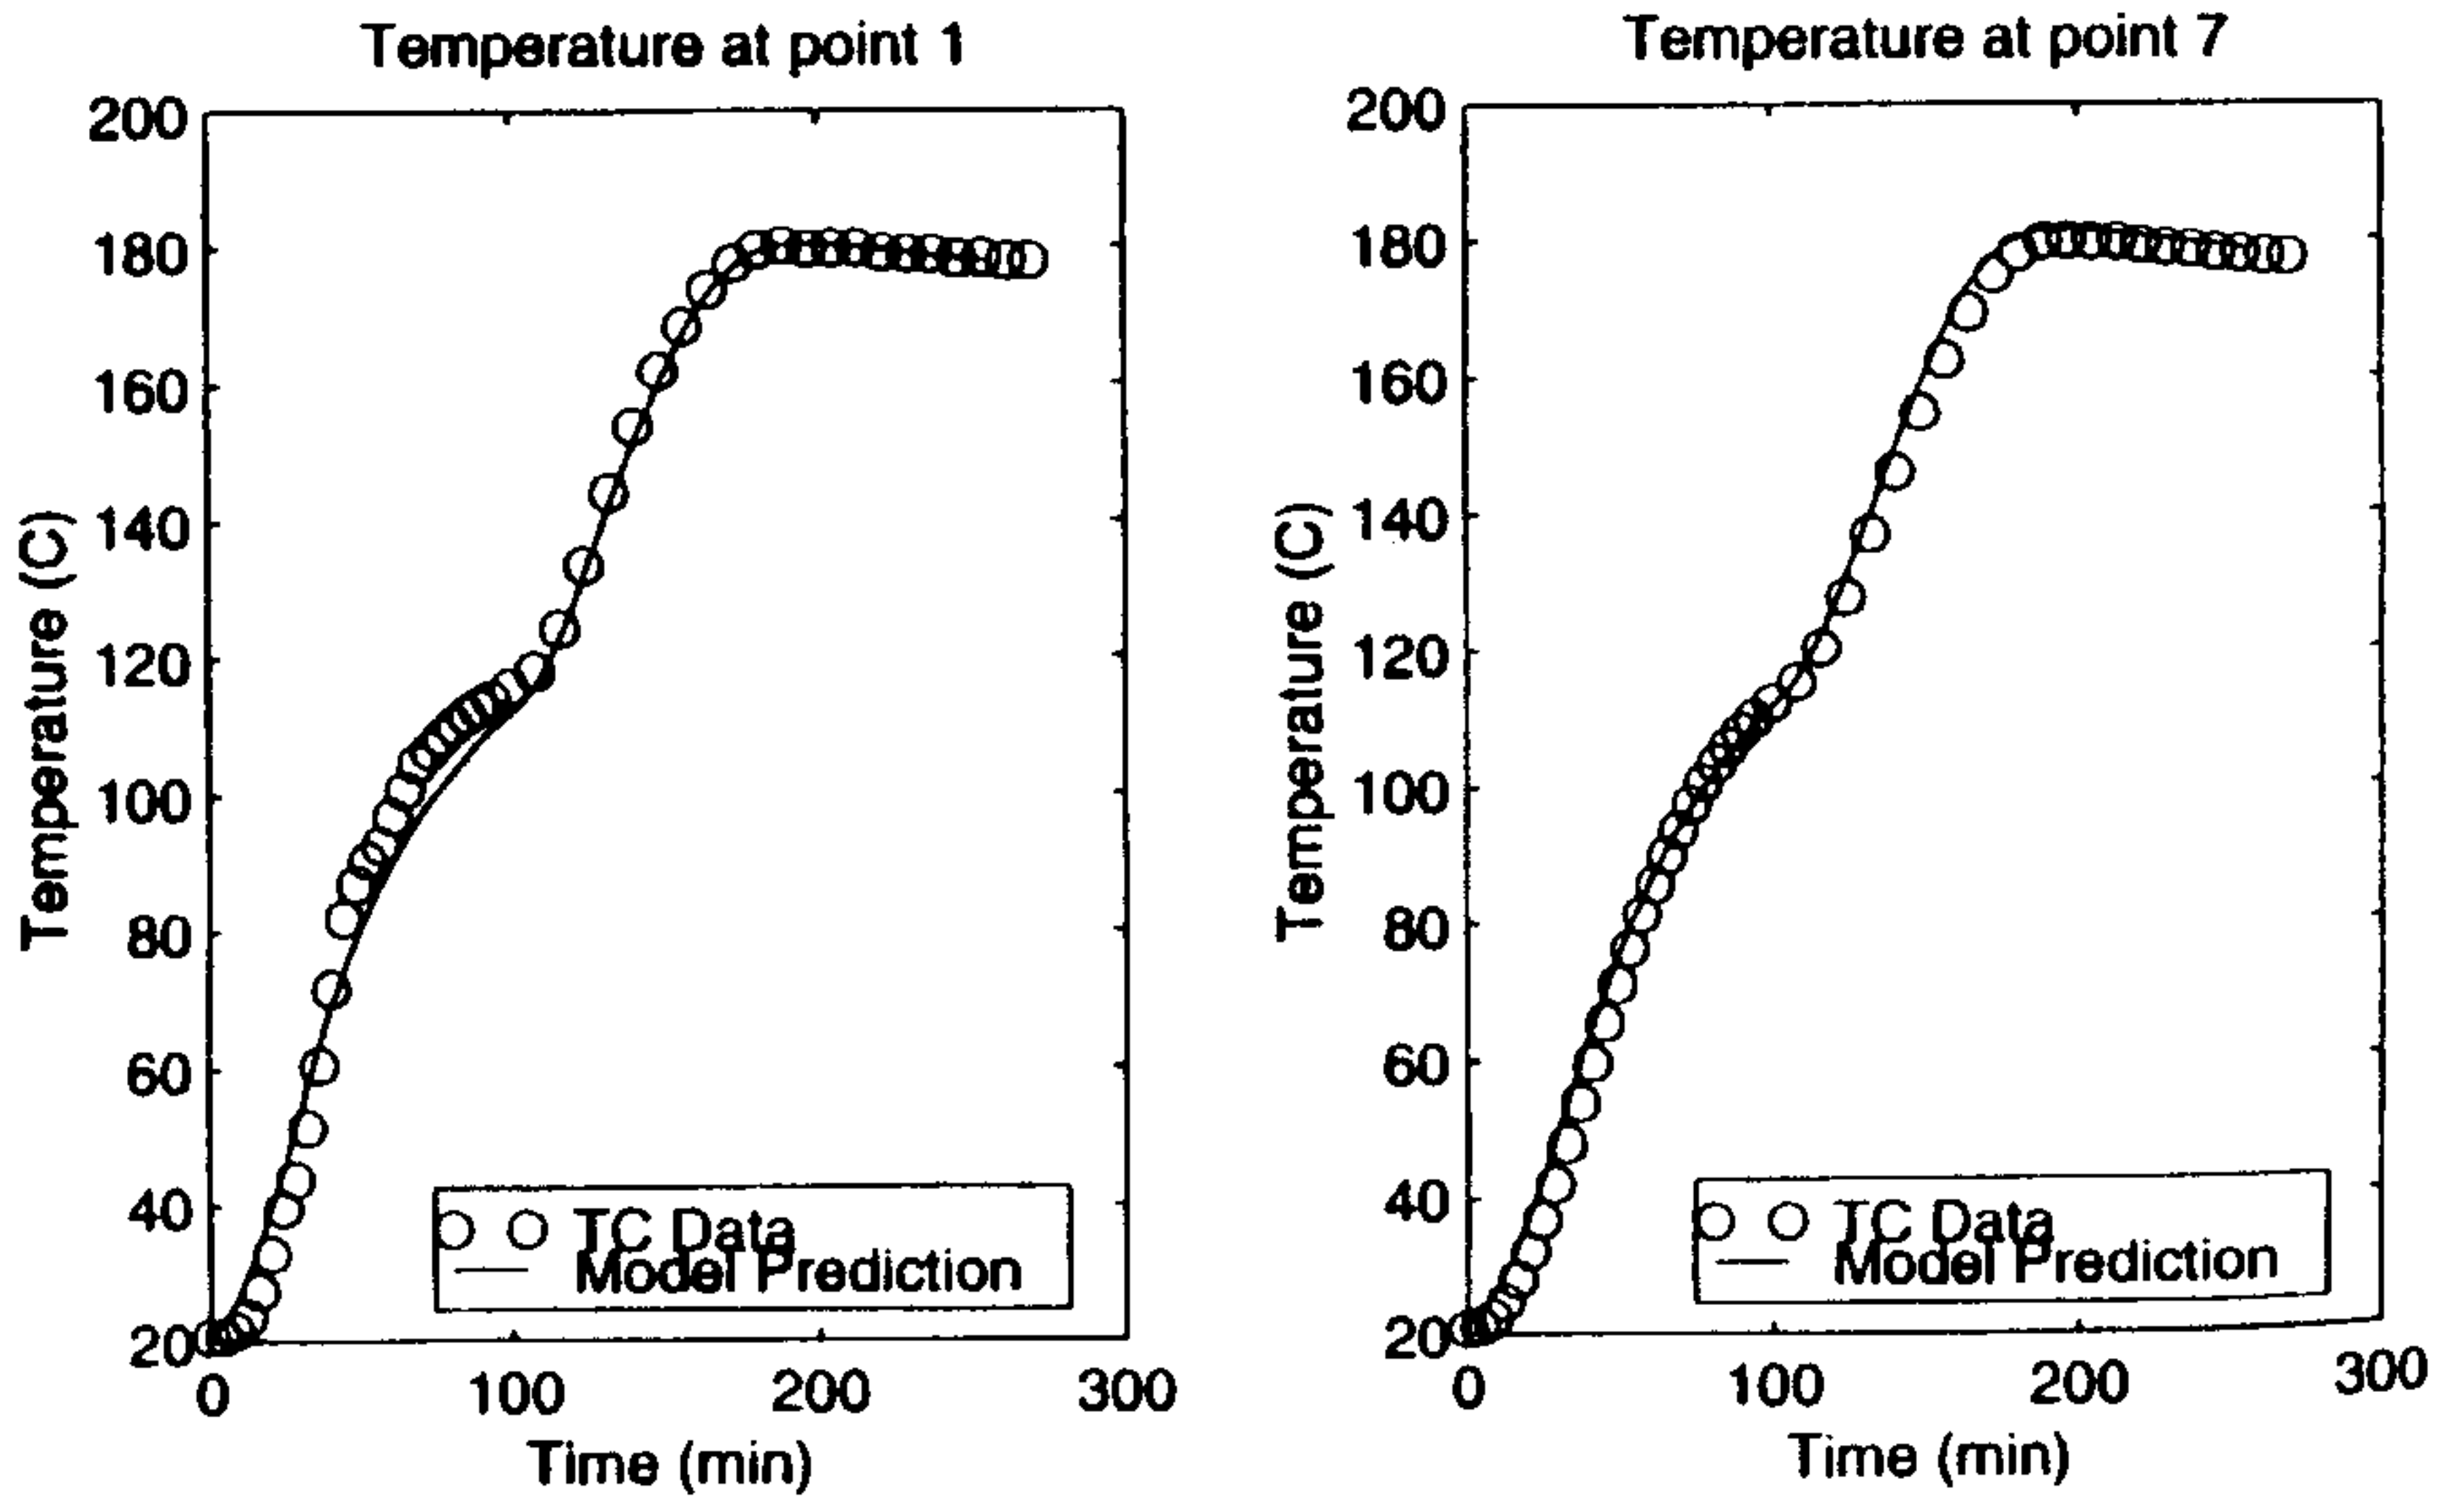 Temperature at point 1
200
180
160
140
120
100
80
60
40
20
Temperature (C)
TC Data
Model Prediction
0 100 200 300
Time (min)
Temperature at point 7
200
180
160
140
120
100
80
60
40
20
Temperature (C)
TC Data
Model Prediction
0 100 200 300
Time (min)